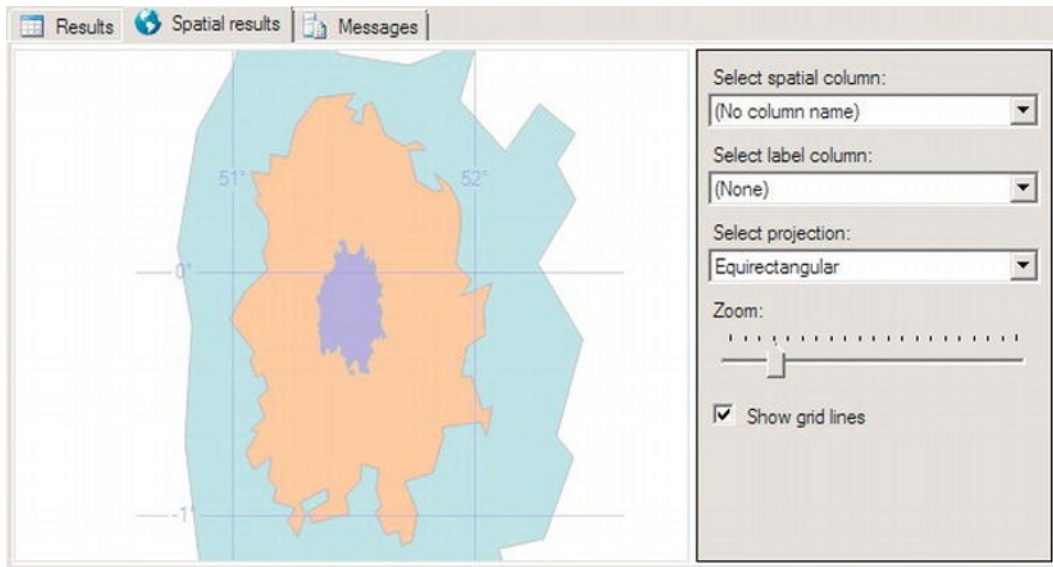 Results Spatial results Messages
Select spatial column:
(No column name)
Select label column:
(None)
Select projection:
Equirectangular
Zoom:
Show grid lines
51° 52°
0°
-1°